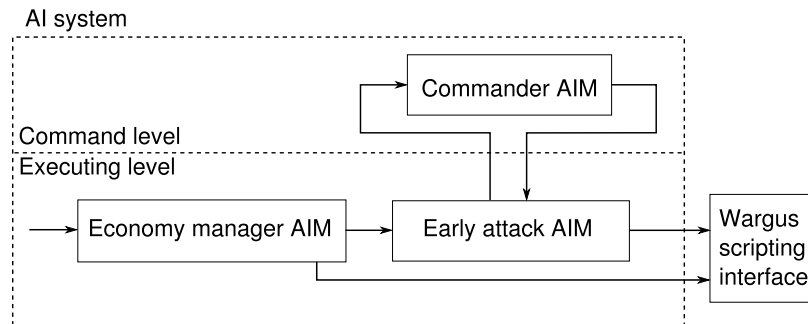 AI system
Commander AIM
Command level
Executing level
Economy manager AIM
Early attack AIM
Wargus
scripting
interface